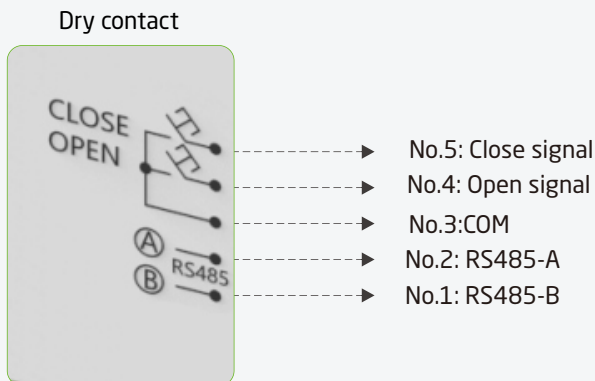 Dry contact
CLOSE
OPEN
A
B
RS485
No.5: Close signal
No.4: Open signal
No.3:COM
No.2: RS485-A
No.1: RS485-B